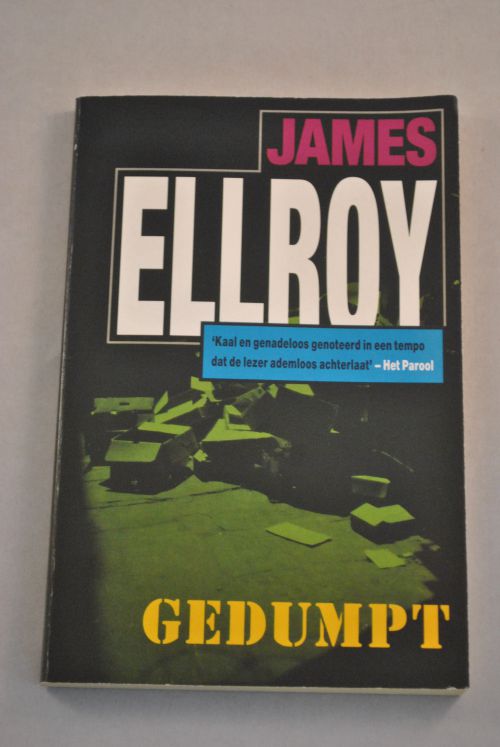 JAMES
ELLROY
‘Kaal en genadeloos genoteerd in een tempo
dat de lezer ademloos achterlaat’ – Het Parool
GEDUMPT